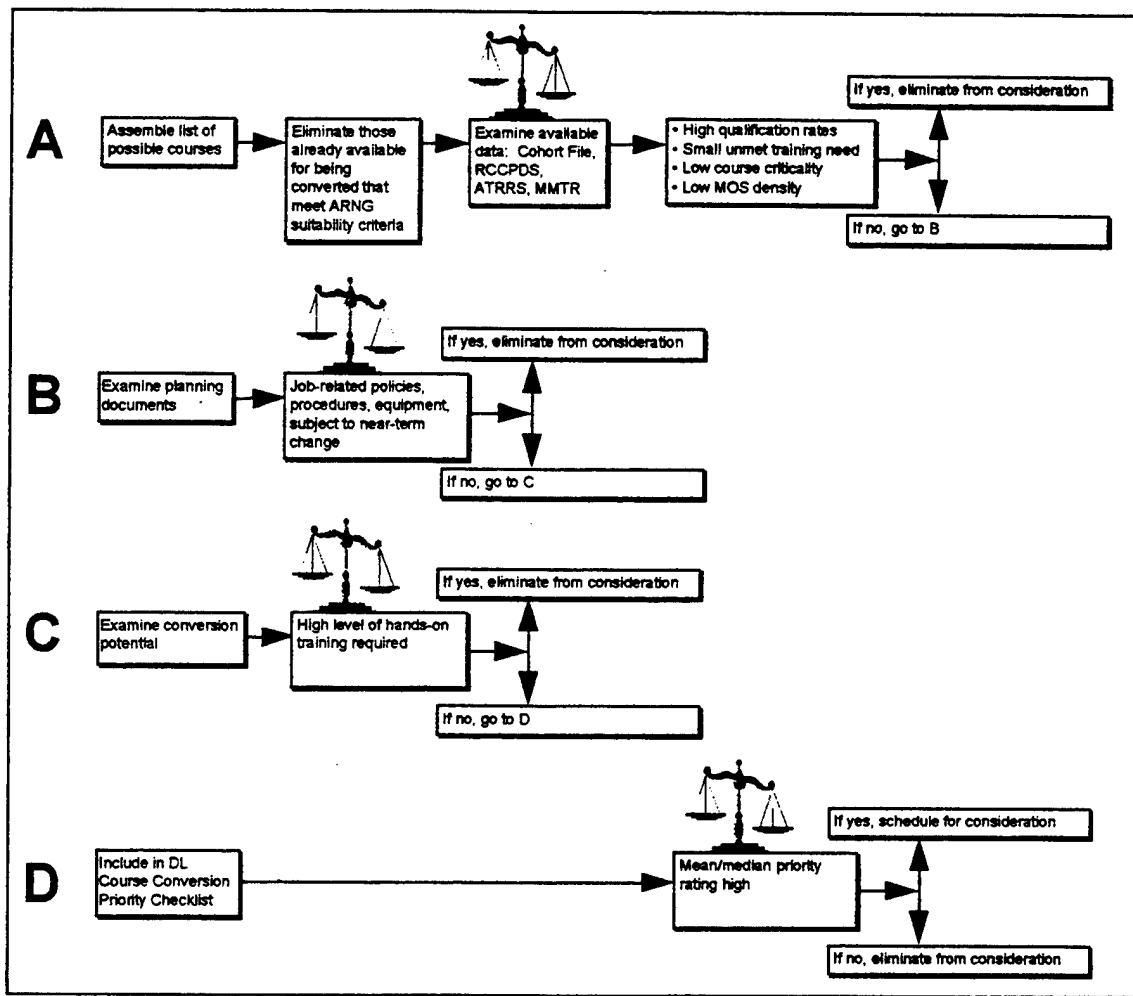 A
Assemble list of
possible courses
Eliminate those
already available
for being
converted that
meet ARNG
suitability criteria
Examine available
data: Cohort File,
RCCPDS,
ATRRS, MMTR
• High qualification rates
• Small unmet training need
• Low course criticality
• Low MOS density
If yes, eliminate from consideration
If no, go to B
B
Examine planning
documents
Job-related policies,
procedures, equipment,
subject to near-term
change
If yes, eliminate from consideration
If no, go to C
C
Examine conversion
potential
High level of hands-on
training required
If yes, eliminate from consideration
If no, go to D
D
Include in DL
Course Conversion
Priority Checklist
Mean/median priority
rating high
If yes, schedule for consideration
If no, eliminate from consideration